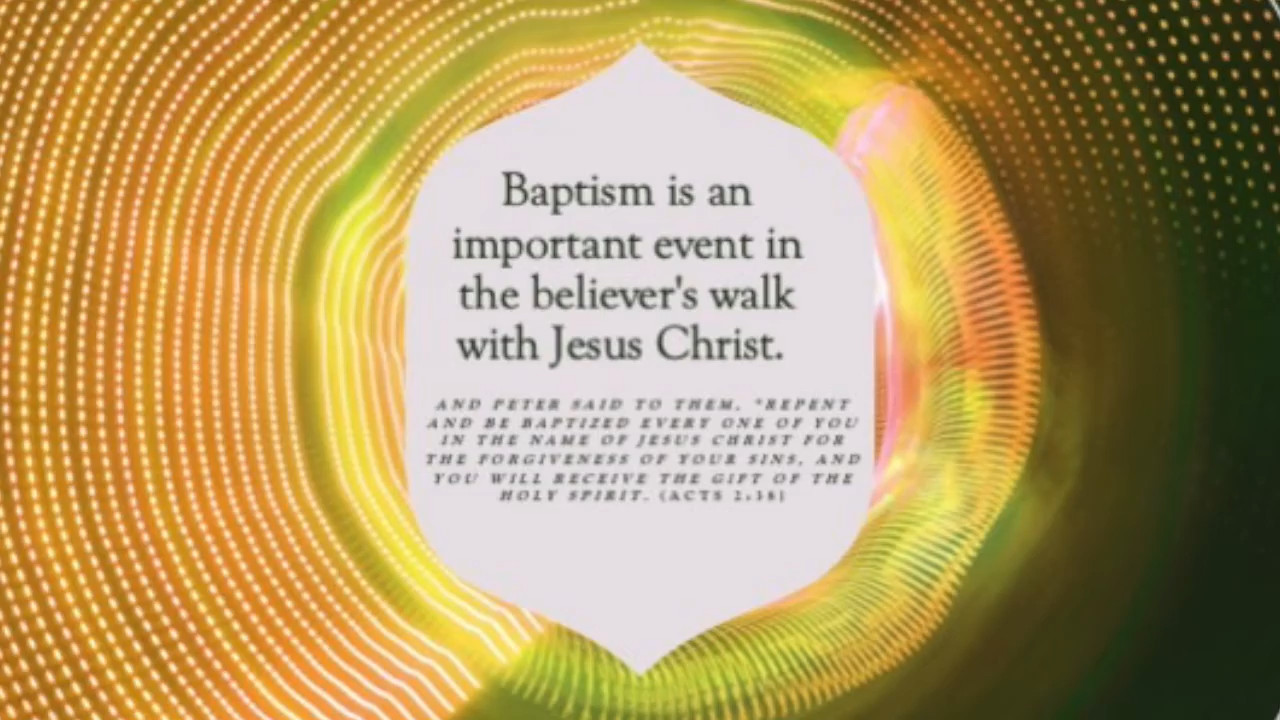 Baptism is an
important event in
the believer's walk
with Jesus Christ.
AND PETER SAID TO THEM, "REPENT
AND BE BAPTIZED EVERY ONE OF YOU
IN THE NAME OF JESUS CHRIST FOR
THE FORGIVENESS OF YOUR SINS, AND
YOU WILL RECEIVE THE GIFT OF THE
HOLY SPIRIT. (ACTS 2:38)